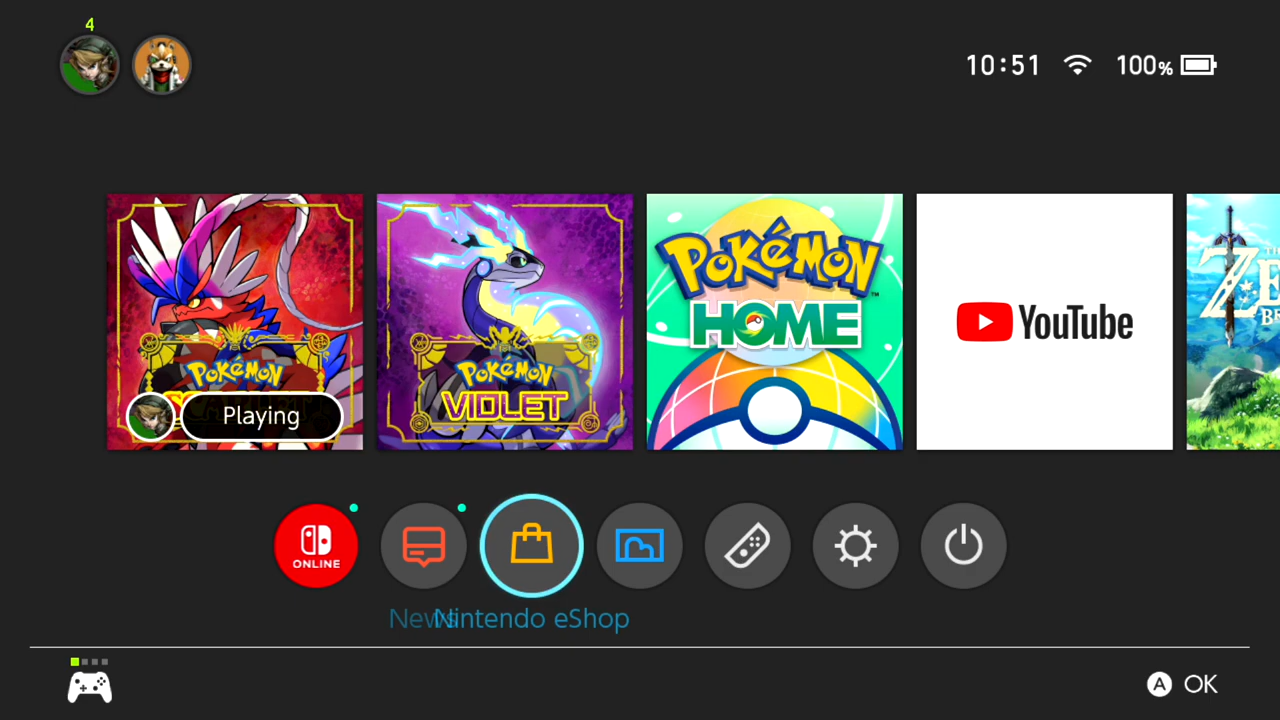 4
10:51 100%
POKéMON
POKéMON
VIOLET
POKéMON
HOME
YouTube
Playing
ONLINE
News
Nintendo eShop
A OK